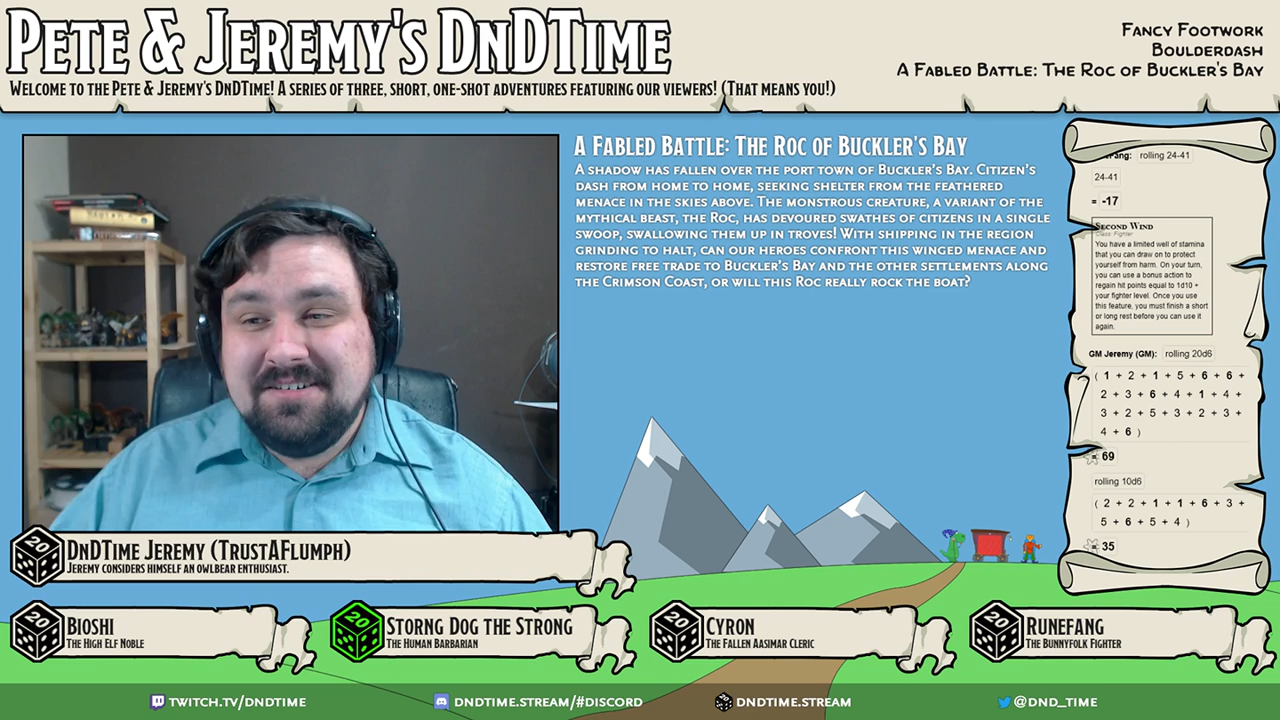 Pete & Jeremy's DnDTime
Welcome to the Pete & Jeremy's DnDTime! A series of three, short, one-shot adventures featuring our viewers! (That means you!)
Fancy Footwork
Boulderdash
A Fabled Battle: The Roc of Buckler's Bay
A Fabled Battle: The Roc of Buckler's Bay
A shadow has fallen over the port town of Buckler's Bay. Citizen's
dash from home to home, seeking shelter from the feathered
menace in the skies above. The monstrous creature, a variant of the
mythical beast, the Roc, has devoured swathes of citizens in a single
swoop, swallowing them up in troves! With shipping in the region
grinding to halt, can our heroes confront this winged menace and
restore free trade to Buckler's Bay and the other settlements along
the Crimson Coast, or will this Roc really rock the boat?
rolling 24-41
24-41
= -17
Second Wind
Class: Fighter
You have a limited well of stamina
that you can draw on to protect
yourself from harm. On your turn,
you can use a bonus action to
regain hit points equal to 1d10 +
your fighter level. Once you use
this feature, you must finish a short
or long rest before you can use it
again.
GM Jeremy (GM): rolling 20d6
( 1 + 2 + 1 + 5 + 6 + 6 +
2 + 3 + 6 + 4 + 1 + 4 +
3 + 2 + 5 + 3 + 2 + 3 +
4 + 6 )
= 69
rolling 10d6
( 2 + 2 + 1 + 1 + 6 + 3 +
5 + 6 + 5 + 4 )
= 35
20
DnDTime Jeremy (TrustAFlumph)
Jeremy considers himself an owlbear enthusiast.
20
Bioshi
The High Elf Noble
20
Storng Dog the Strong
The Human Barbarian
20
Cyron
The Fallen Aasimar Cleric
20
Runefang
The Bunnyfolk Fighter
twitch.tv/dndtime
dndtime.stream/#discord
dndtime.stream
@dnd_time